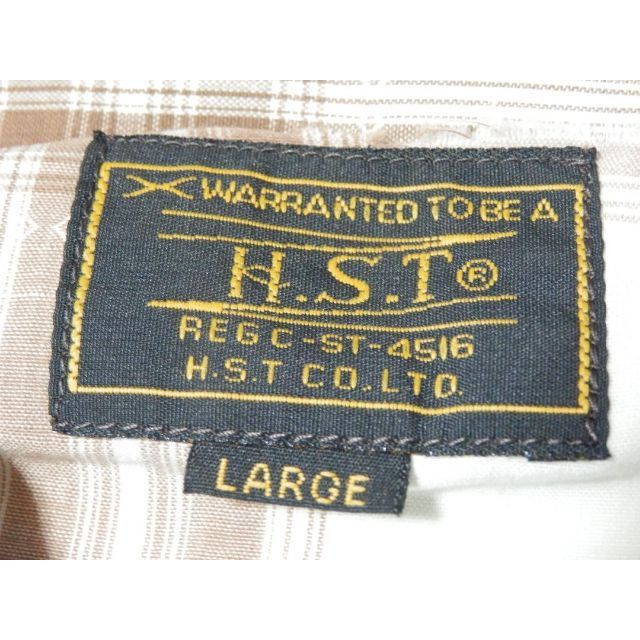 WARRANTED TO BE A
H.S.T®
REG C-ST-4516
H.S.T CO.LTD.
LARGE